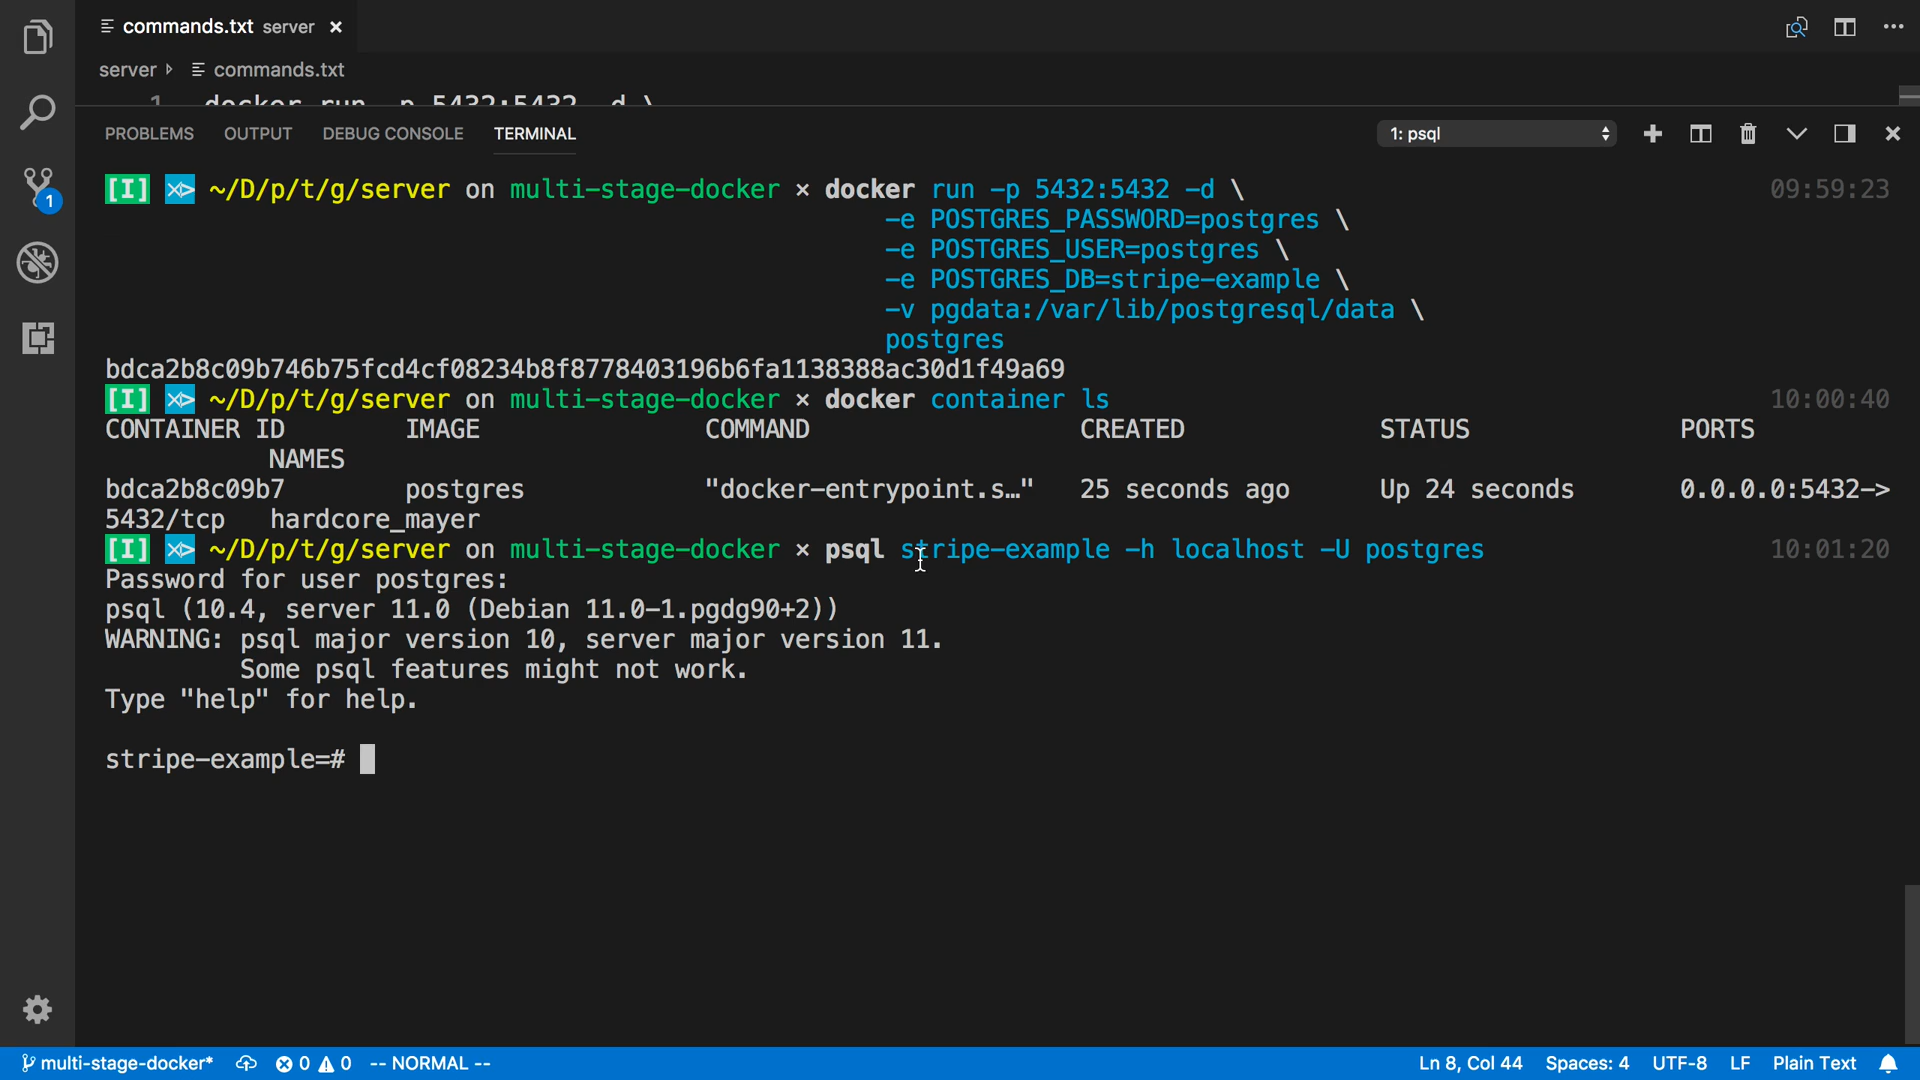 commands.txt server
server commands.txt
1 docker run -p 5432:5432 -d \
PROBLEMS OUTPUT DEBUG CONSOLE TERMINAL 1: psql
[I] ~/D/p/t/g/server on multi-stage-docker × docker run -p 5432:5432 -d \ 09:59:23
-e POSTGRES_PASSWORD=postgres \
-e POSTGRES_USER=postgres \
-e POSTGRES_DB=stripe-example \
-v pgdata:/var/lib/postgresql/data \
postgres
bdca2b8c09b746b75fcd4cf08234b8f8778403196b6fa1138388ac30d1f49a69
[I] ~/D/p/t/g/server on multi-stage-docker × docker container ls 10:00:40
CONTAINER ID IMAGE COMMAND CREATED STATUS PORTS
NAMES
bdca2b8c09b7 postgres "docker-entrypoint.s…" 25 seconds ago Up 24 seconds 0.0.0.0:5432->
5432/tcp hardcore_mayer
[I] ~/D/p/t/g/server on multi-stage-docker × psql stripe-example -h localhost -U postgres 10:01:20
Password for user postgres:
psql (10.4, server 11.0 (Debian 11.0-1.pgdg90+2))
WARNING: psql major version 10, server major version 11.
Some psql features might not work.
Type "help" for help.
stripe-example=#
1
multi-stage-docker* 0 0 -- NORMAL -- Ln 8, Col 44 Spaces: 4 UTF-8 LF Plain Text